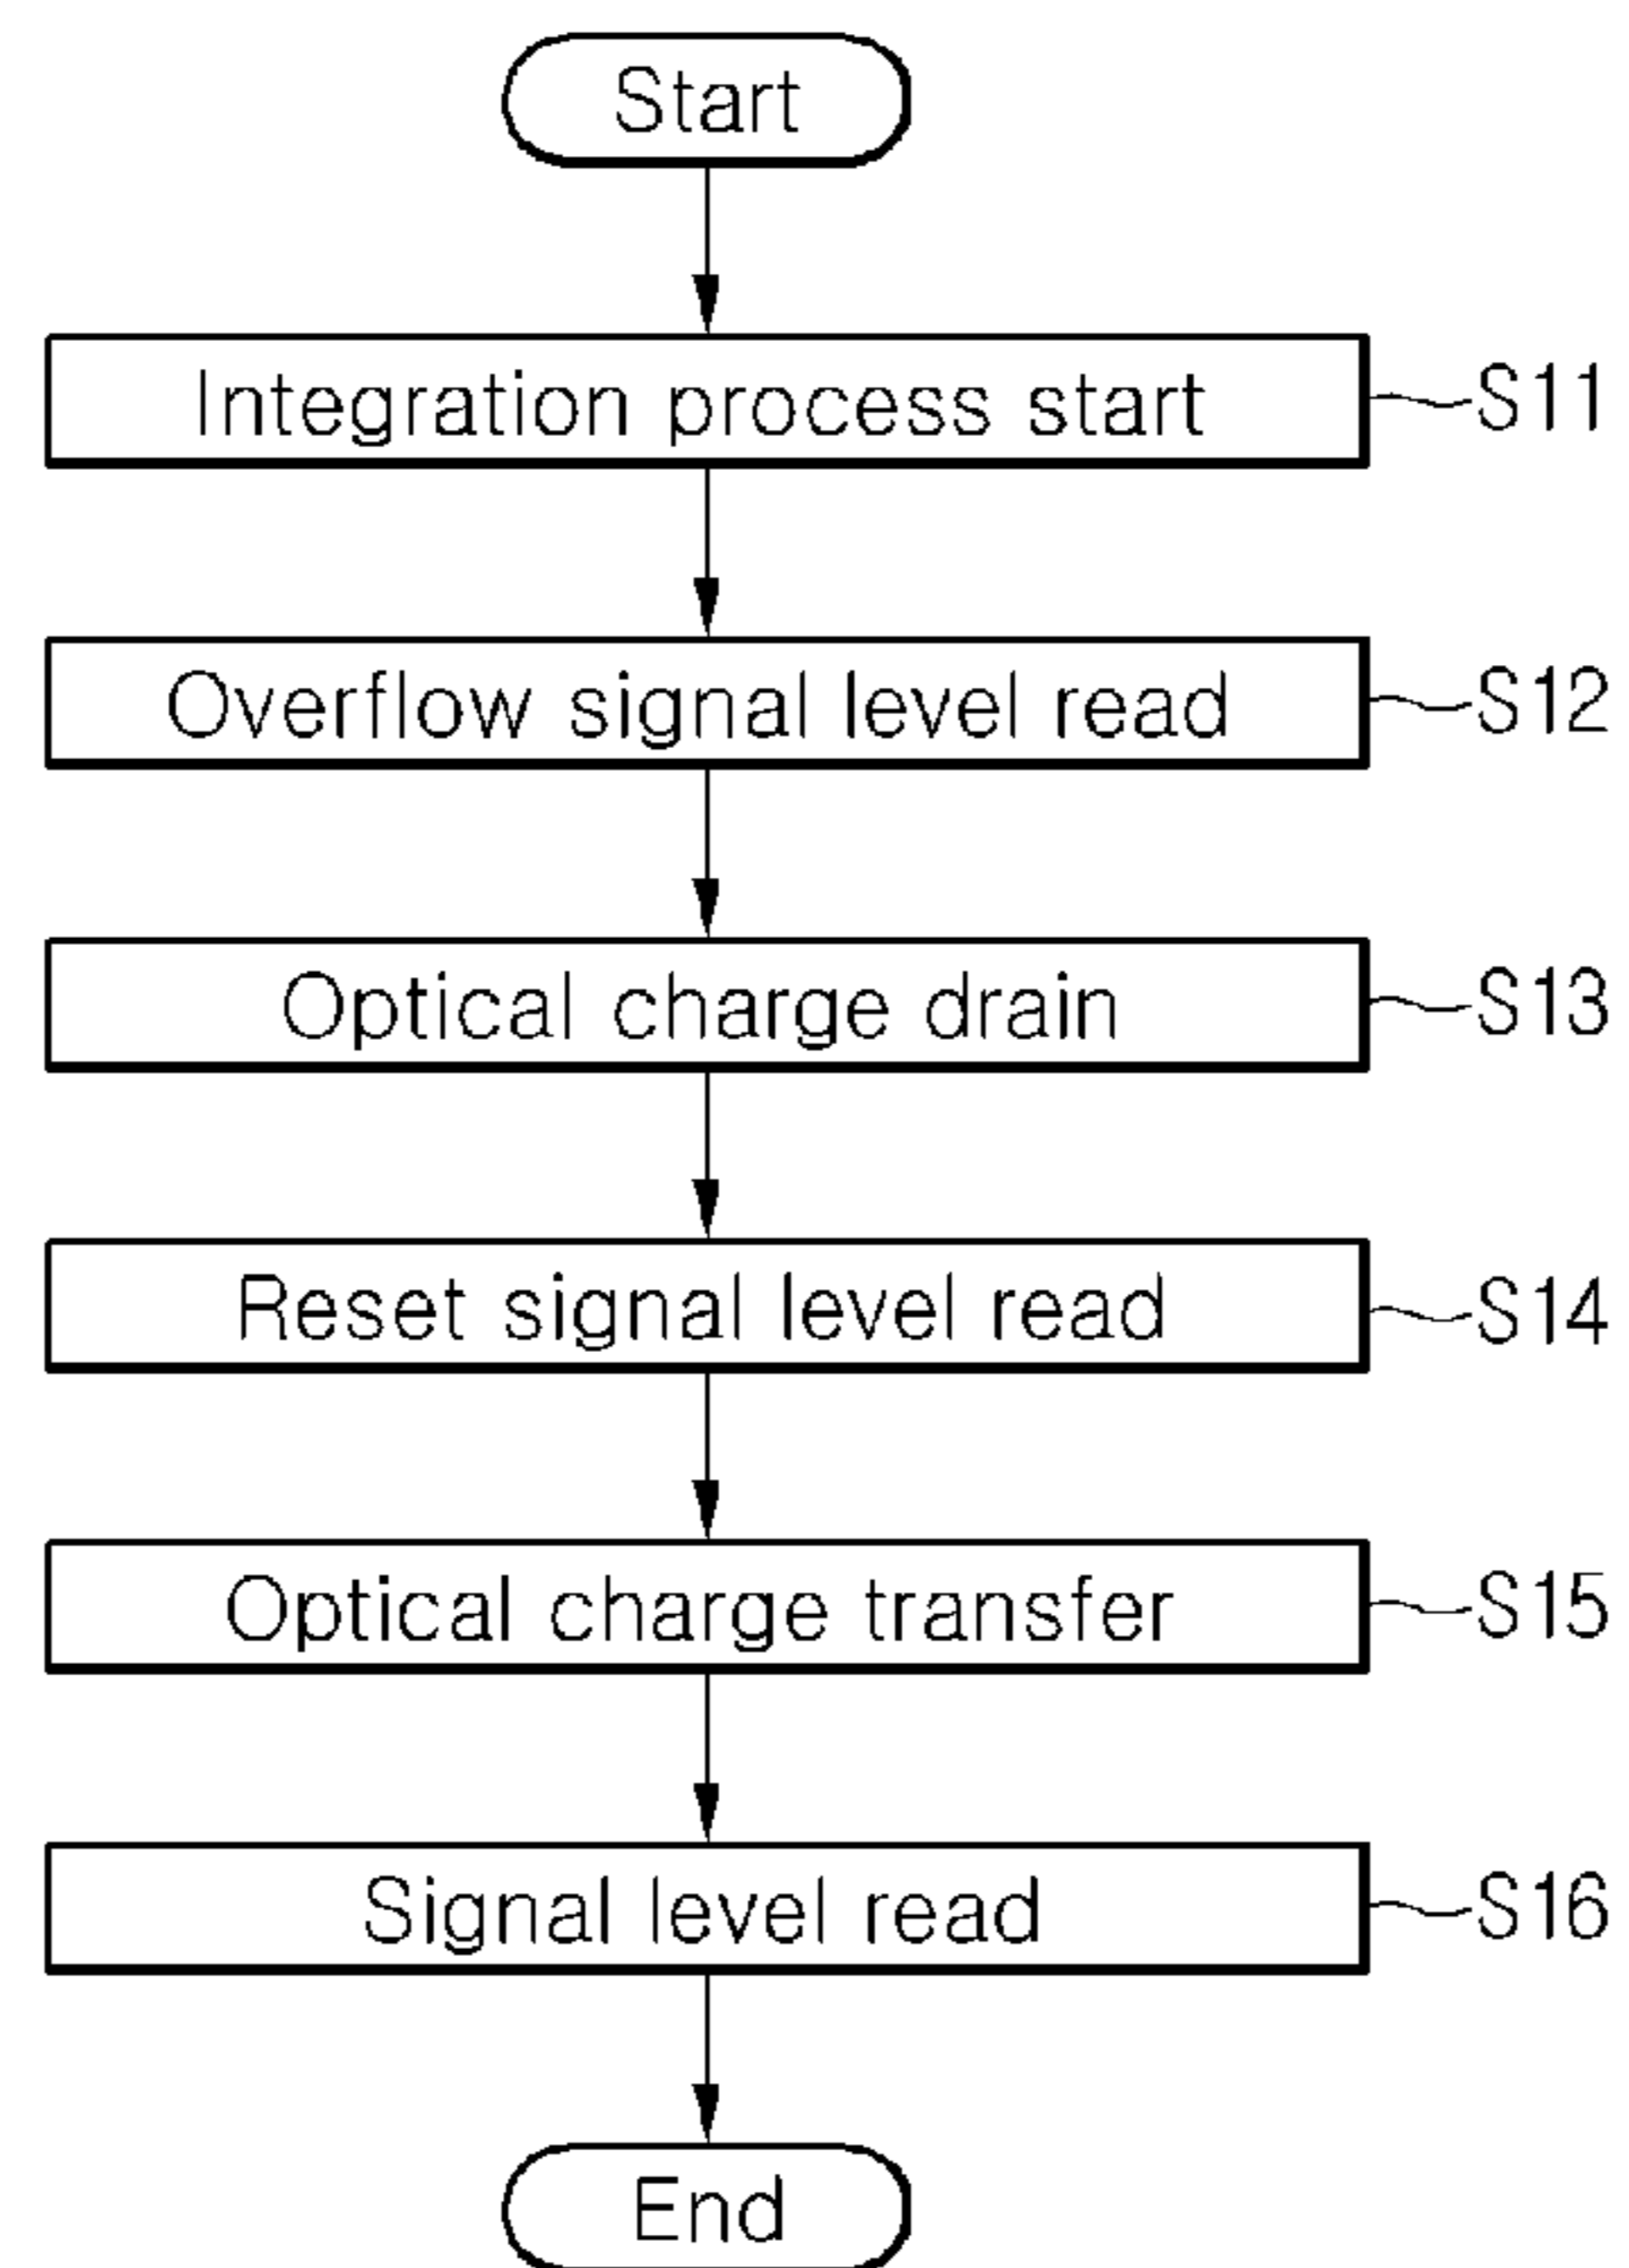 Start
Integration process start
S11
Overflow signal level read
S12
Optical charge drain
S13
Reset signal level read
S14
Optical charge transfer
S15
Signal level read
S16
End